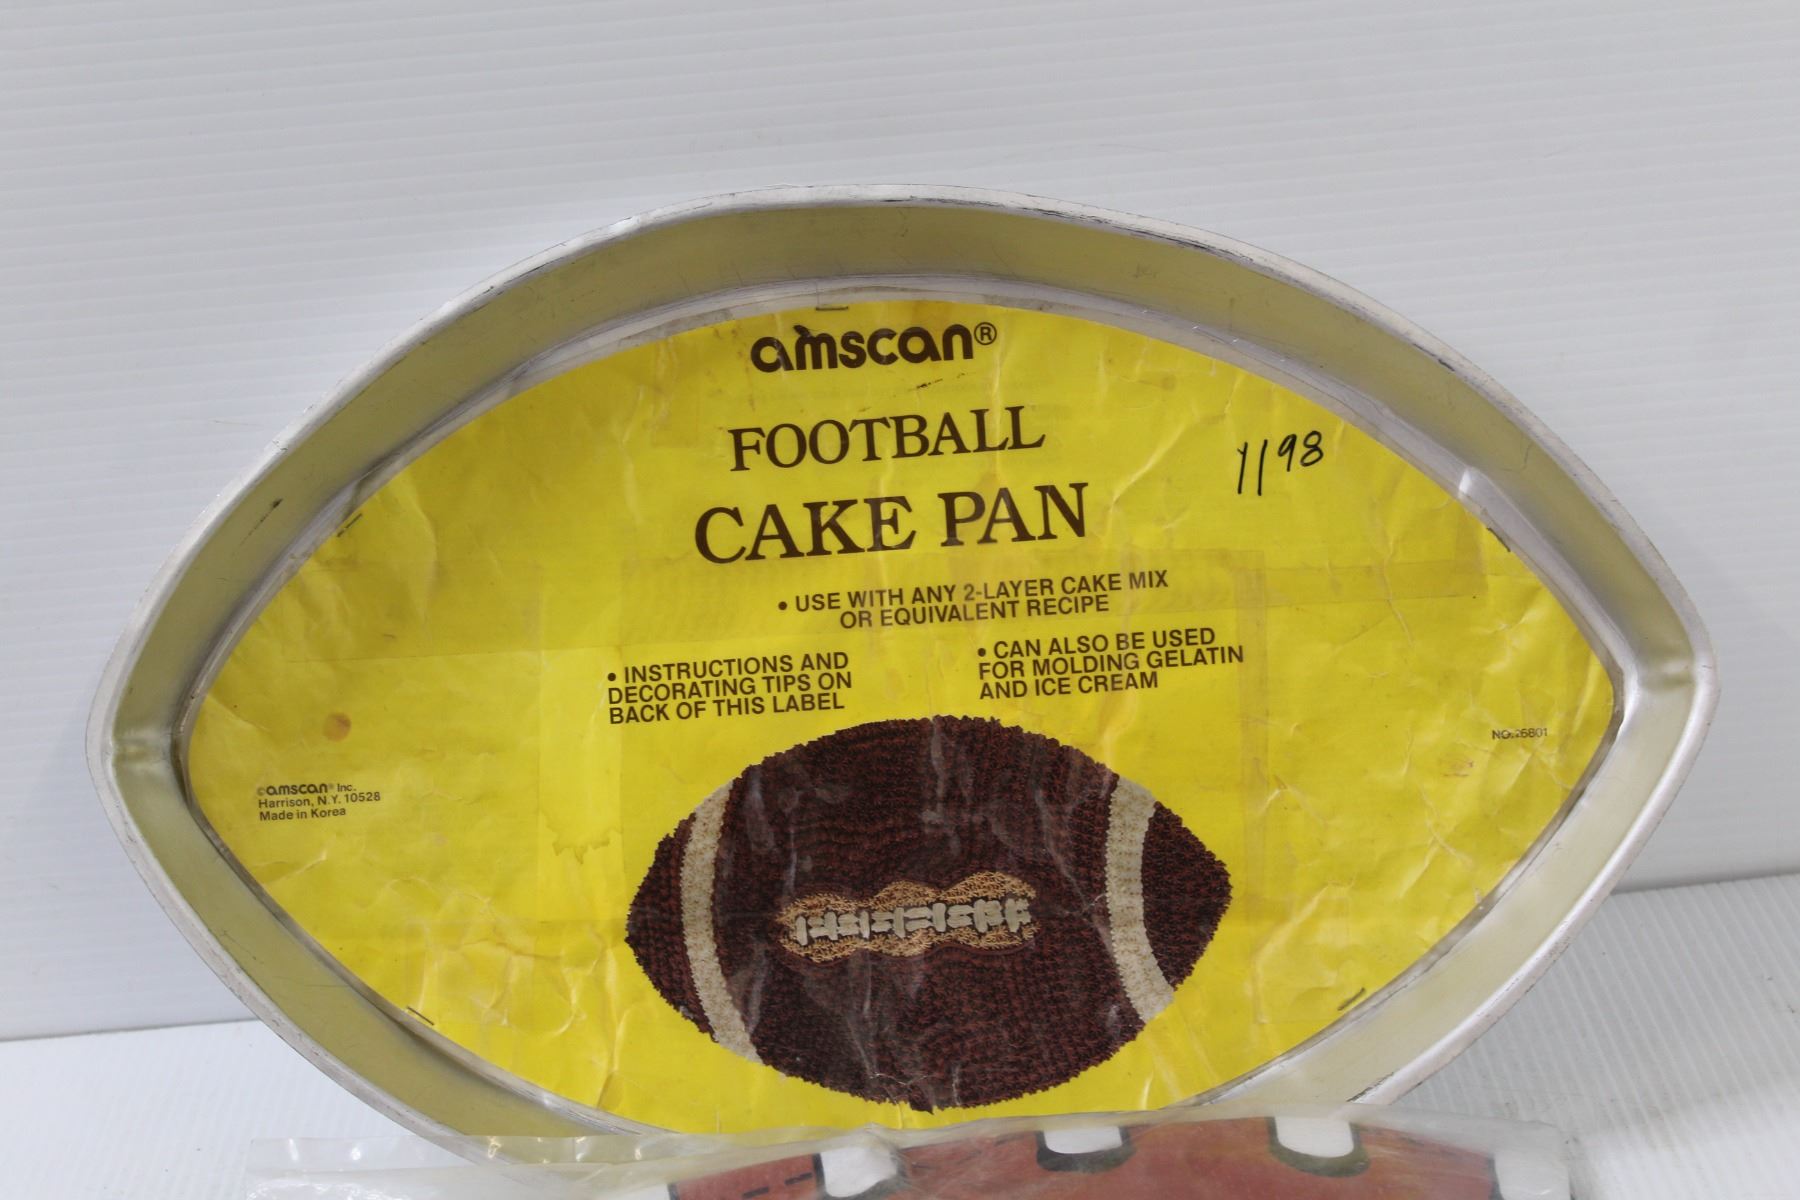 amscan®
FOOTBALL
CAKE PAN
1198
• USE WITH ANY 2-LAYER CAKE MIX
OR EQUIVALENT RECIPE
• INSTRUCTIONS AND
DECORATING TIPS ON
BACK OF THIS LABEL
• CAN ALSO BE USED
FOR MOLDING GELATIN
AND ICE CREAM
NO. 26801
©amscan® Inc.
Harrison, N.Y. 10528
Made in Korea